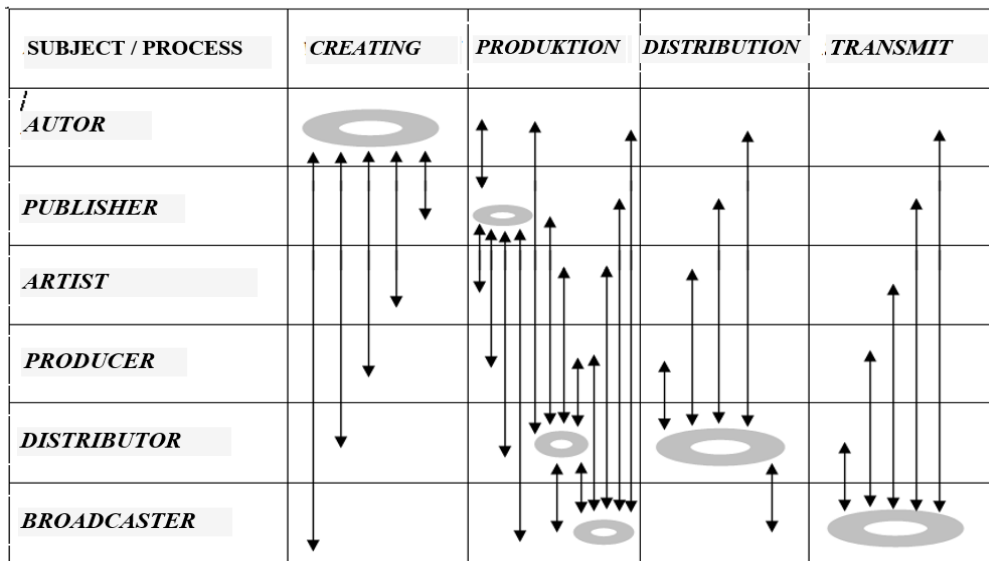 SUBJECT / PROCESS CREATING PRODUKTION DISTRIBUTION TRANSMIT
AUTOR
PUBLISHER
ARTIST
PRODUCER
DISTRIBUTOR
BROADCASTER